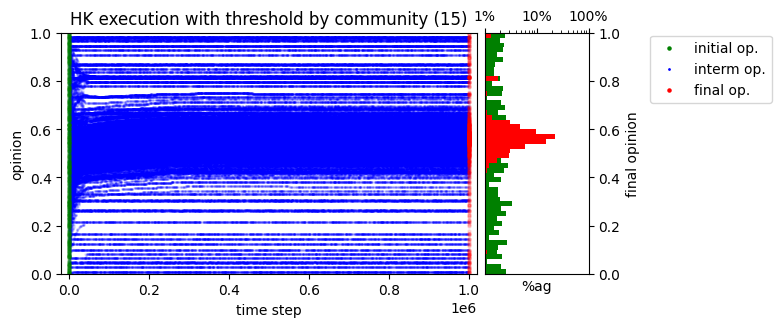 HK execution with threshold by community (15)
1% 10% 100%
initial op.
interm op.
final op.
1.0
0.8
0.6
0.4
0.2
0.0
opinion
1.0
0.8
0.6
0.4
0.2
0.0
final opinion
0.0 0.2 0.4 0.6 0.8 1.0
1e6
time step
%ag